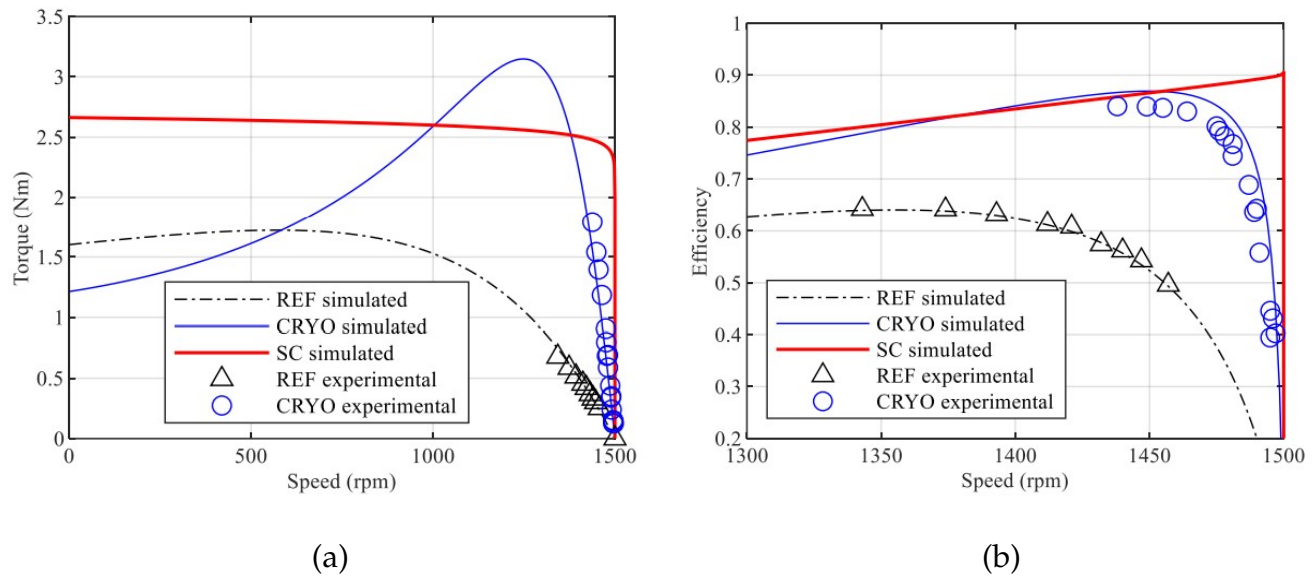 3.5
3
2.5
2
1.5
1
0.5
0
Torque (Nm)
REF simulated
CRYO simulated
SC simulated
REF experimental
CRYO experimental
0
500
1000
1500
Speed (rpm)
(a)
1
0.9
0.8
0.7
0.6
0.5
0.4
0.3
0.2
Efficiency
REF simulated
CRYO simulated
SC simulated
REF experimental
CRYO experimental
1300
1350
1400
1450
1500
Speed (rpm)
(b)